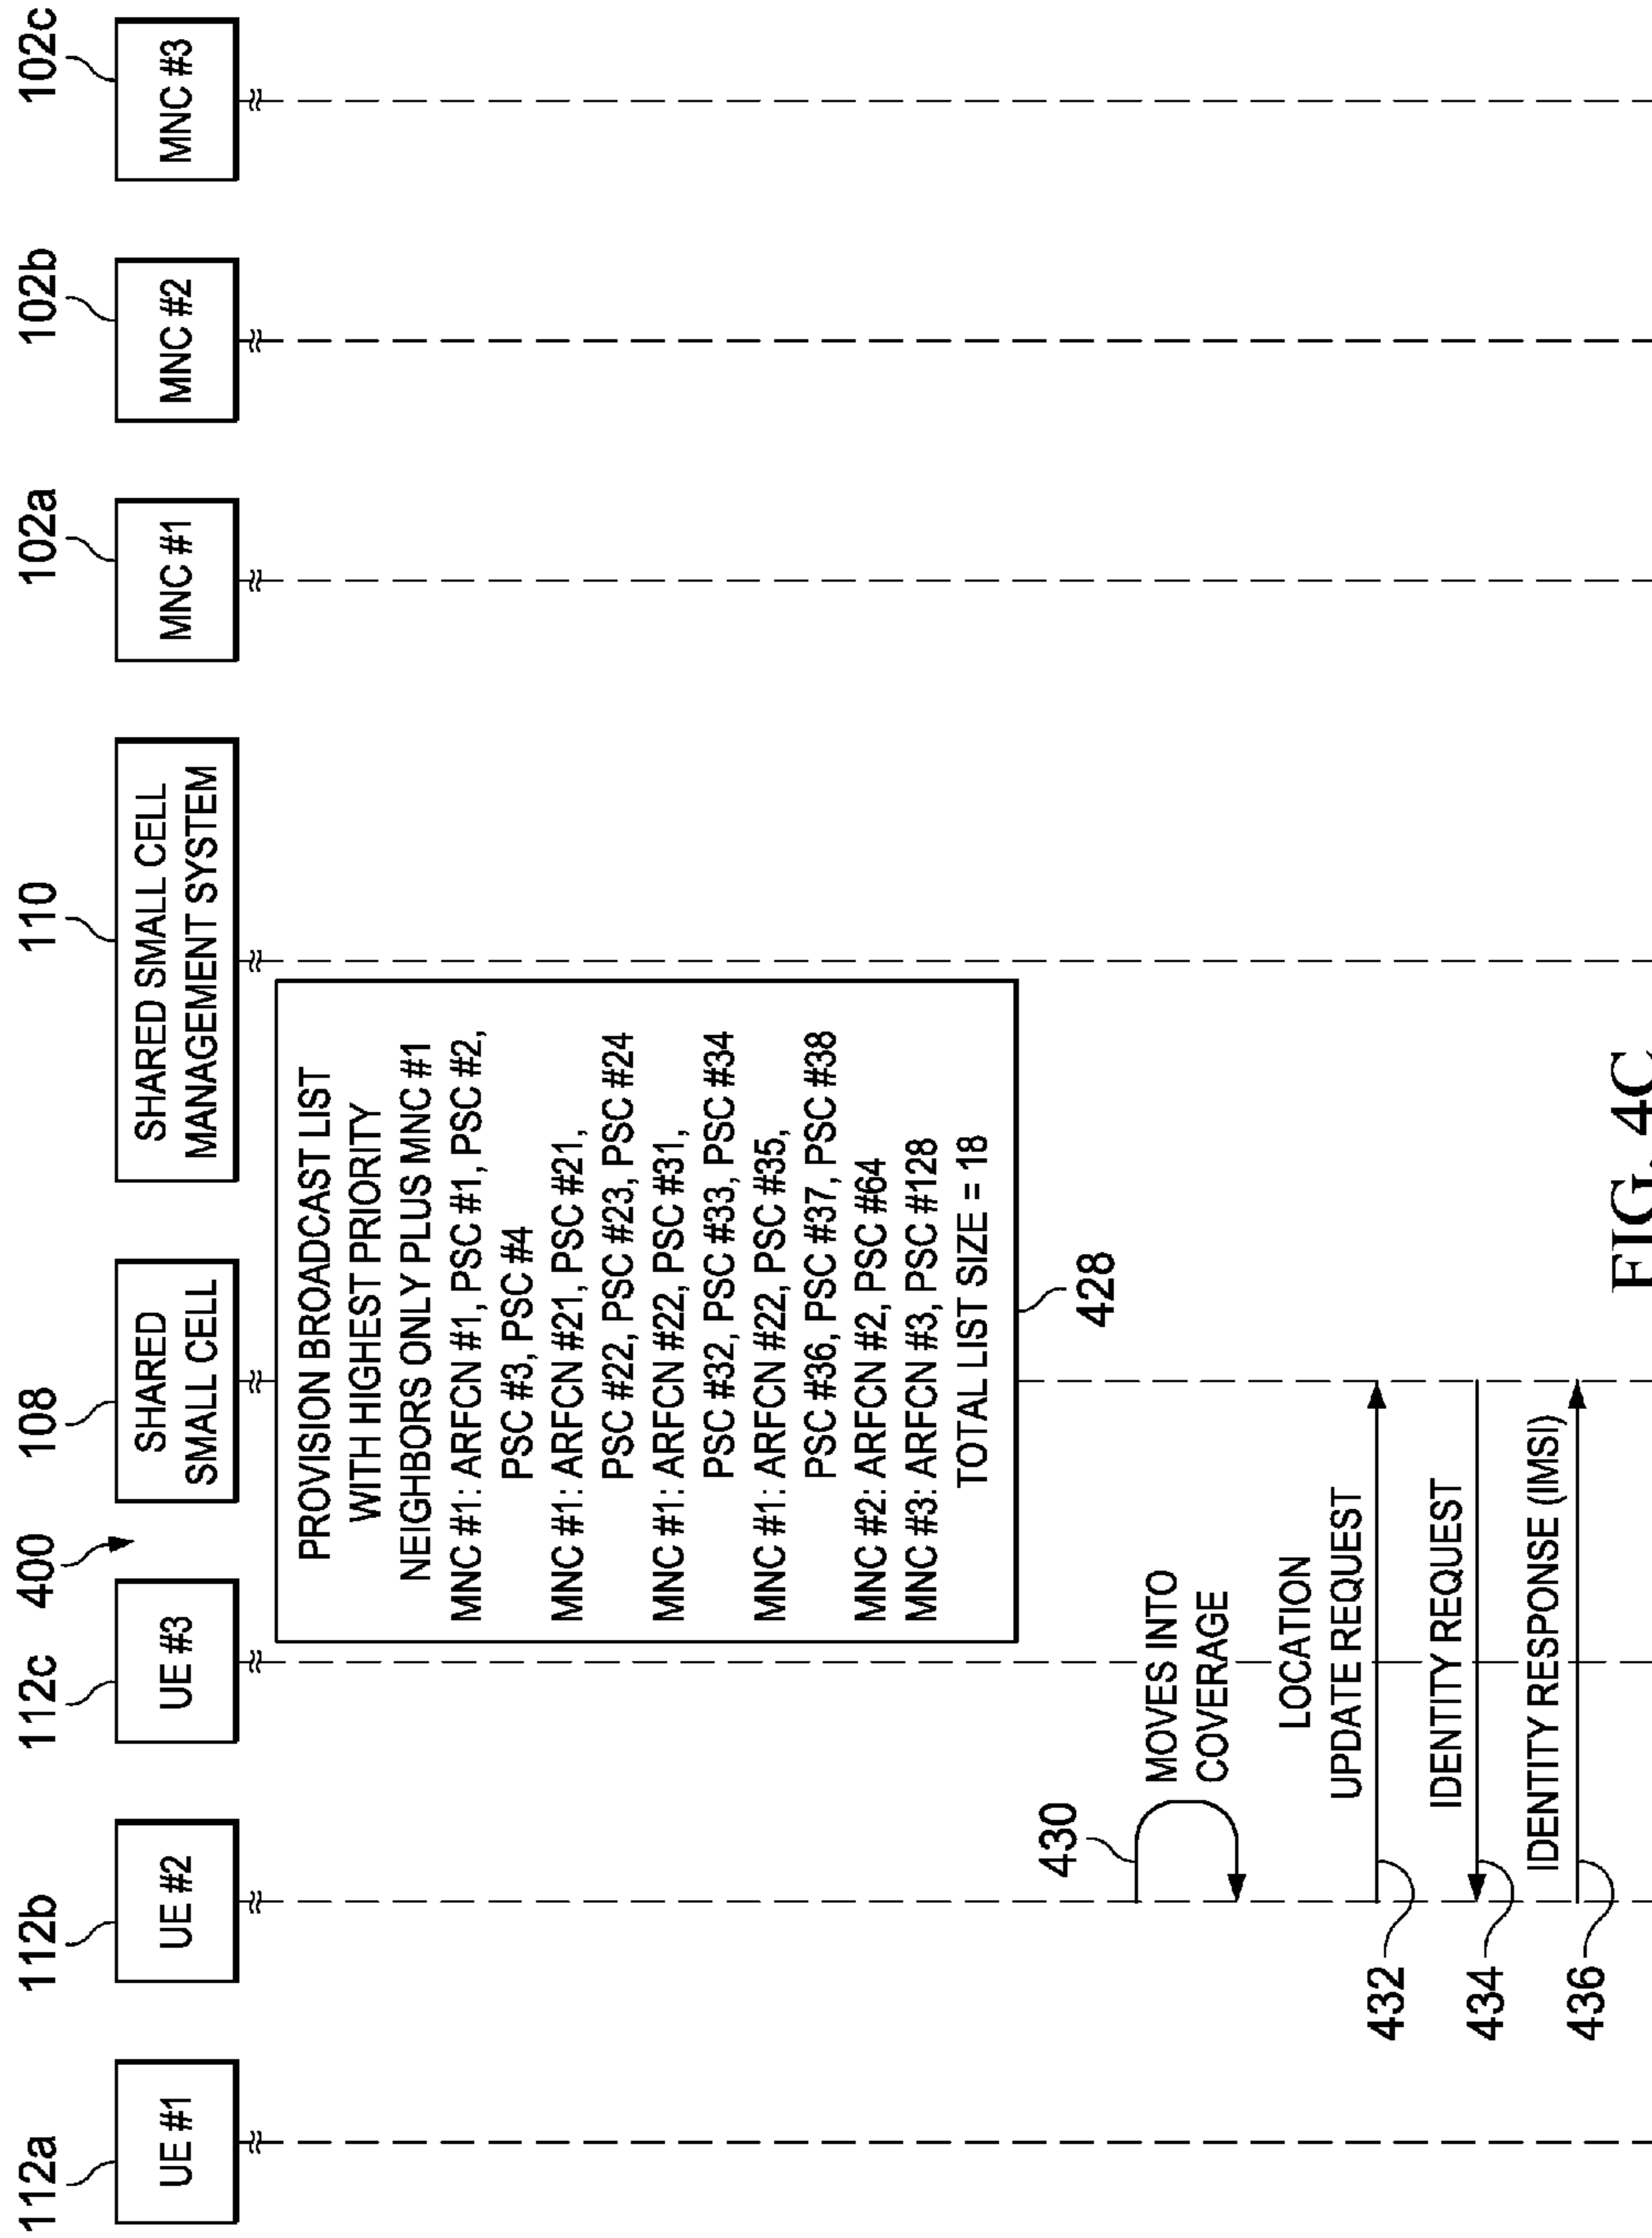 112a
112b
112c
400
108
110
102a
102b
102c
UE #1
UE #2
UE #3
SHARED
SMALL CELL
SHARED SMALL CELL
MANAGEMENT SYSTEM
MNC #1
MNC #2
MNC #3
PROVISION BROADCAST LIST
WITH HIGHEST PRIORITY
NEIGHBORS ONLY PLUS MNC #1
MNC #1: ARFCN #1, PSC #1, PSC #2,
PSC #3, PSC #4
MNC #1: ARFCN #21, PSC #21,
PSC #22, PSC #23, PSC #24
MNC #1: ARFCN #22, PSC #31,
PSC #32, PSC #33, PSC #34
MNC #1: ARFCN #22, PSC #35,
PSC #36, PSC #37, PSC #38
MNC #2: ARFCN #2, PSC #64
MNC #3: ARFCN #3, PSC #128
TOTAL LIST SIZE = 18
428
430
MOVES INTO
COVERAGE
LOCATION
UPDATE REQUEST
432
IDENTITY REQUEST
434
IDENTITY RESPONSE (IMSI)
436
FIG. 4C